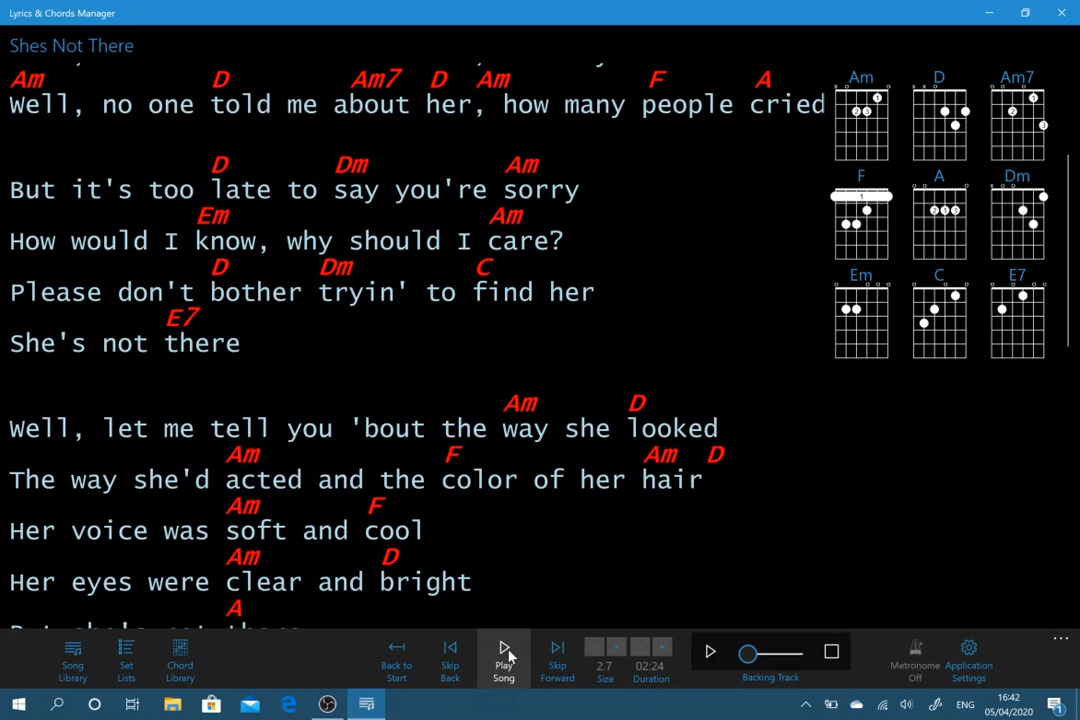 Lyrics & Chords Manager
Shes Not There
Am D Am7 D Am F A
Well, no one told me about her, how many people cried
D Dm Am
But it's too late to say you're sorry
Em Am
How would I know, why should I care?
D Dm C
Please don't bother tryin' to find her
E7
She's not there
Am D
Well, let me tell you 'bout the way she looked
Am F Am D
The way she'd acted and the color of her hair
Am F
Her voice was soft and cool
Am D
Her eyes were clear and bright
A
But she's not there
Am D Am7
F A Dm
Em C E7
Song Library
Set Lists
Chord Library
Back to Start
Skip Back
Play Song
Skip Forward
2.7
Size
02:24
Duration
Backing Track
Metronome Off
Application Settings
ENG
16:42
05/04/2020